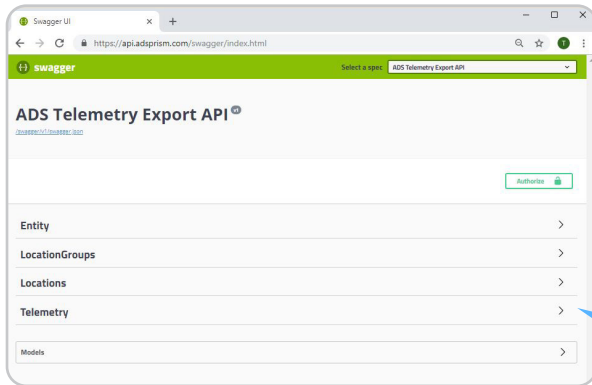 Swagger UI
https://api.adsprism.com/swagger/index.html
T
swagger
Select a spec
ADS Telemetry Export API
ADS Telemetry Export API v1
/swagger/v1/swagger.json
Authorize
Entity
LocationGroups
Locations
Telemetry
Models